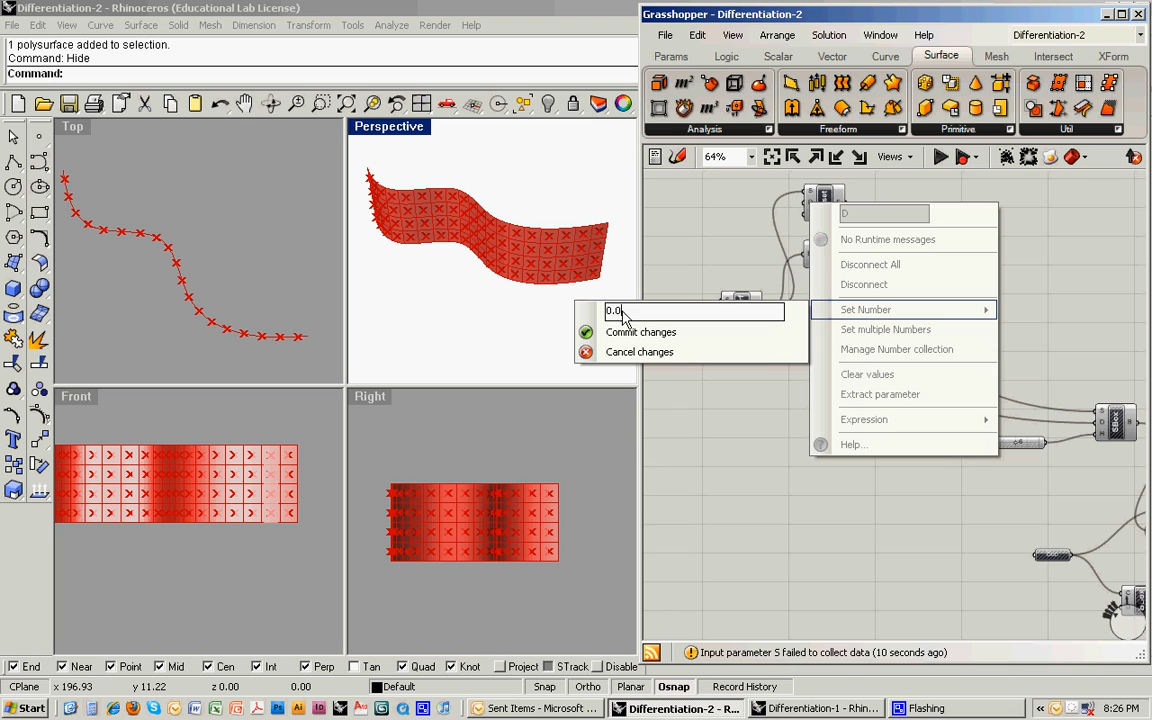 Differentiation-2 - Rhinoceros (Educational Lab License)
File Edit View Curve Surface Solid Mesh Dimension Transform Tools Analyze Render Help
1 polysurface added to selection.
Command: Hide
Command:
Top
Perspective
Front
Right
End Near Point Mid Cen Int Perp Tan Quad Knot Project STrack Disable
CPlane x 196.93 y 11.22 z 0.00 0.00 Default Snap Ortho Planar Osnap Record History
Grasshopper - Differentiation-2
File Edit View Arrange Solution Window Help Differentiation-2
Params Logic Scalar Vector Curve Surface Mesh Intersect XForm
Analysis Freeform Primitive Util
64% Views
D
No Runtime messages
Disconnect All
Disconnect
Set Number
Set multiple Numbers
Manage Number collection
Clear values
Extract parameter
Expression
Help...
0.0
Commit changes
Cancel changes
SBox
Input parameter S failed to collect data (10 seconds ago)
Start Sent Items - Microsoft ... Differentiation-2 - R... Differentiation-1 - Rhin... Flashing 8:26 PM